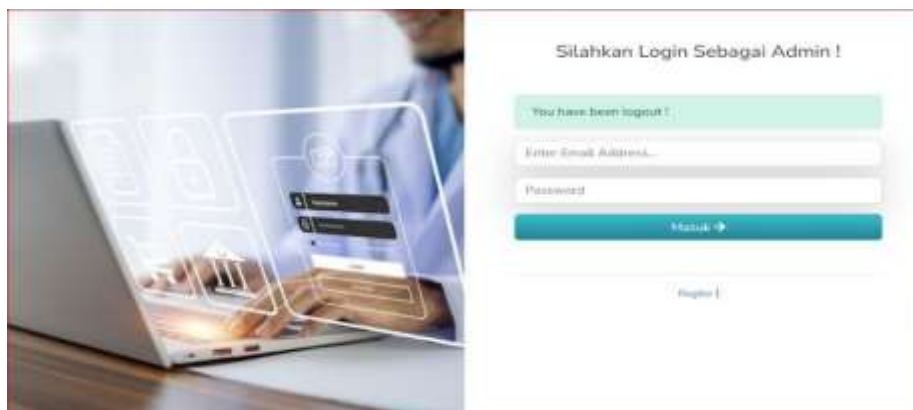 Silahkan Login Sebagai Admin !
You have been logout !
Enter Email Address...
Password
Masuk →